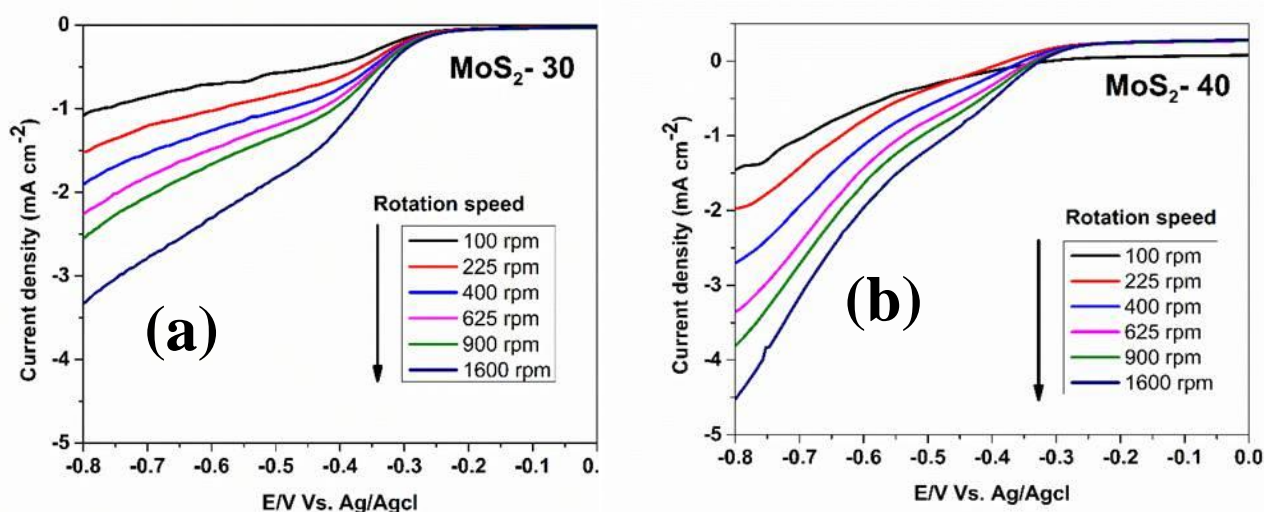 0
-1
-2
-3
-4
-5
-0.8
-0.7
-0.6
-0.5
-0.4
-0.3
-0.2
-0.1
0.
Current density (mA cm-2)
E/V Vs. Ag/Agcl
MoS2- 30
(a)
Rotation speed
100 rpm
225 rpm
400 rpm
625 rpm
900 rpm
1600 rpm
0
-1
-2
-3
-4
-5
-0.8
-0.7
-0.6
-0.5
-0.4
-0.3
-0.2
-0.1
0.0
Current density (mA cm-2)
E/V Vs. Ag/Agcl
MoS2- 40
(b)
Rotation speed
100 rpm
225 rpm
400 rpm
625 rpm
900 rpm
1600 rpm